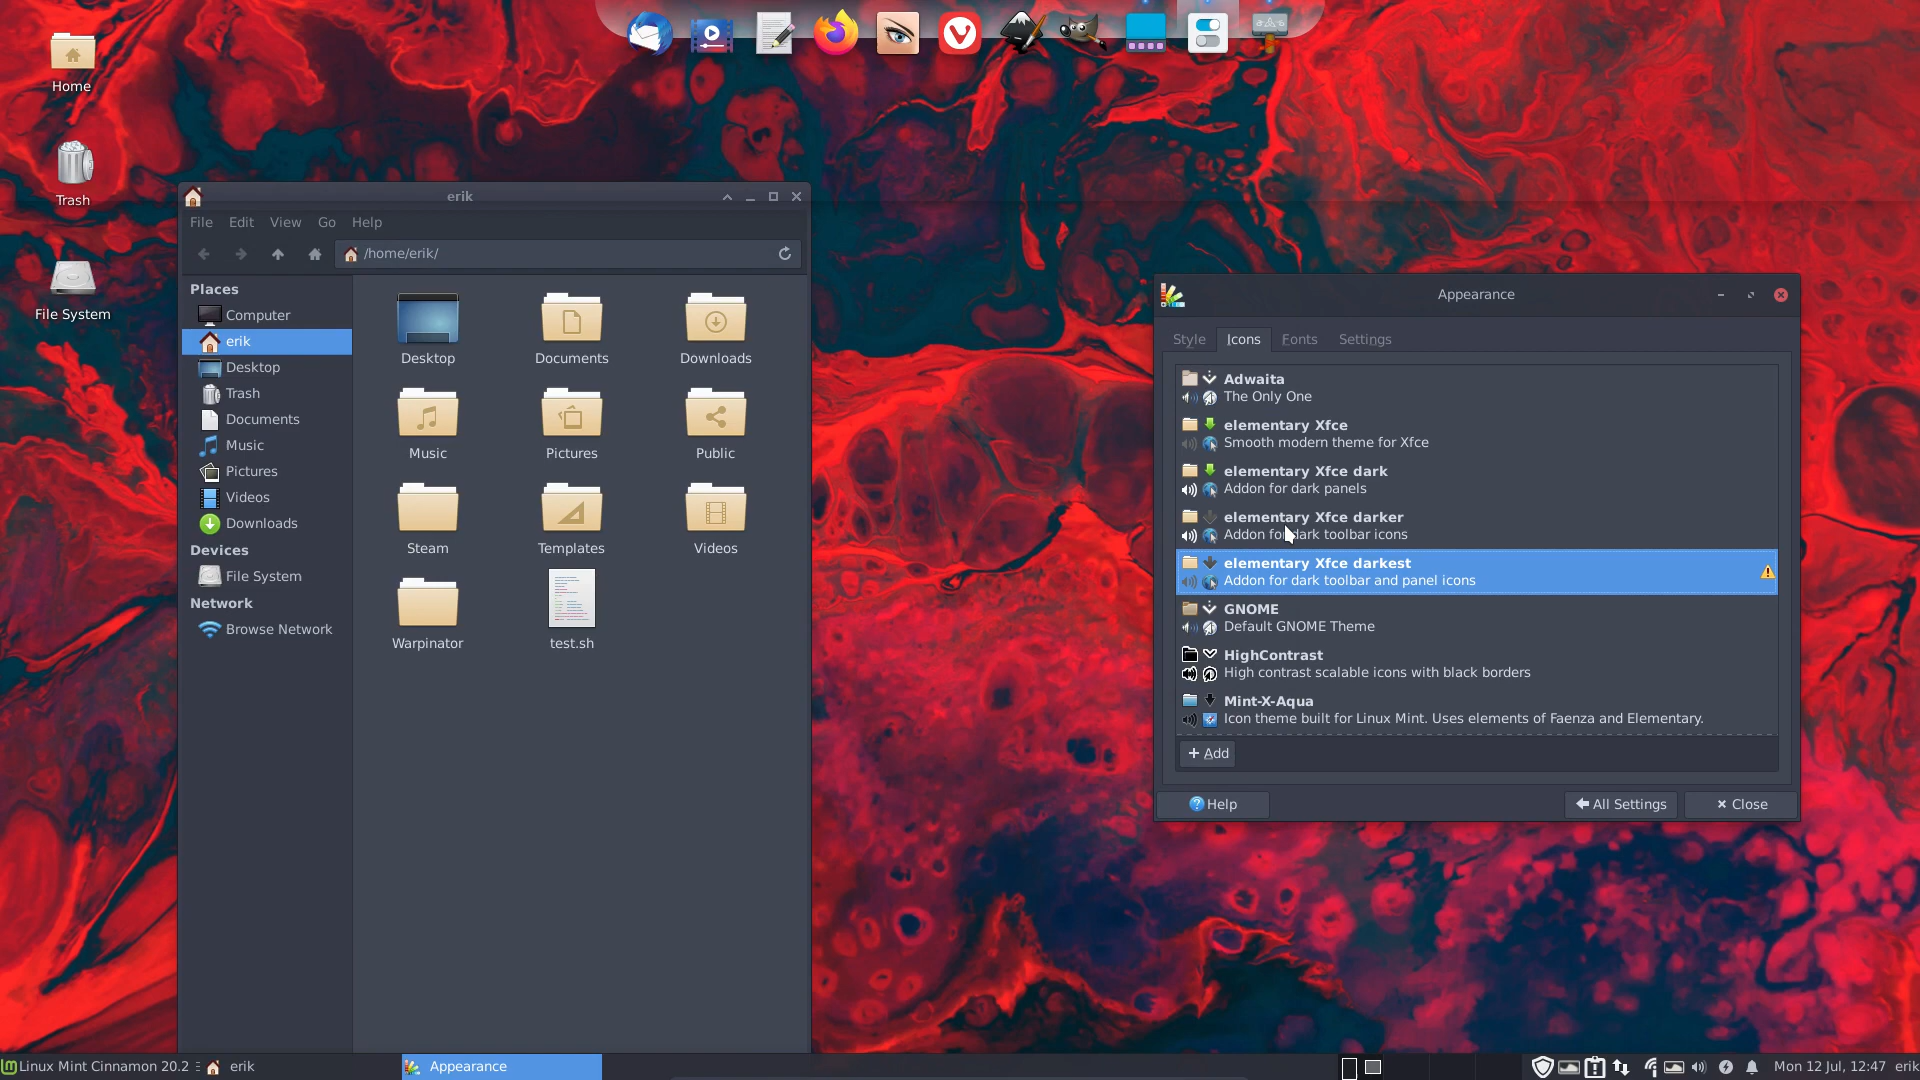 Home
Trash
File System
erik
File Edit View Go Help
/home/erik/
Places
Computer
erik
Desktop
Trash
Documents
Music
Pictures
Videos
Downloads
Devices
File System
Network
Browse Network
Desktop
Documents
Downloads
Music
Pictures
Public
Steam
Templates
Videos
Warpinator
test.sh
Appearance
Style Icons Fonts Settings
Adwaita
The Only One
elementary Xfce
Smooth modern theme for Xfce
elementary Xfce dark
Addon for dark panels
elementary Xfce darker
Addon for dark toolbar icons
elementary Xfce darkest
Addon for dark toolbar and panel icons
GNOME
Default GNOME Theme
HighContrast
High contrast scalable icons with black borders
Mint-X-Aqua
Icon theme built for Linux Mint. Uses elements of Faenza and Elementary.
+ Add
Help
All Settings
Close
Linux Mint Cinnamon 20.2
erik
Appearance
Mon 12 Jul, 12:47
erik